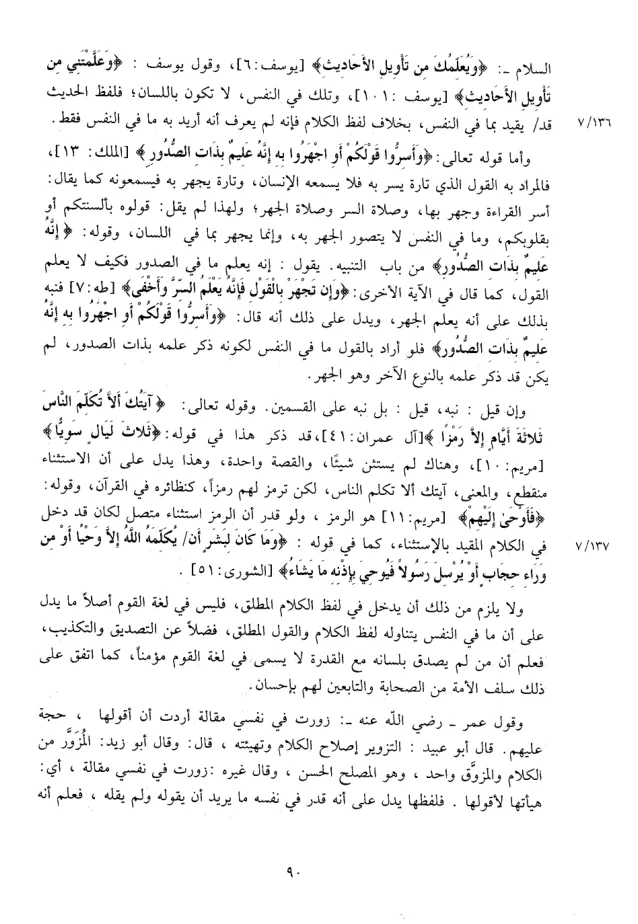 السلام ـ: ﴿وَيُعَلِّمُكَ مِن تَأْوِيلِ الأَحَادِيث﴾ [يوسف:٦]، وقول يوسف : ﴿وَعَلَّمْتَنِي مِن
تَأْوِيلِ الأَحَادِيث﴾ [يوسف :١٠١]، وتلك في النفس، لا تكون باللسان؛ فلفظ الحديث
٧/١٣٦ قد/ يقيد بما في النفس، بخلاف لفظ الكلام فإنه لم يعرف أنه أريد به ما في النفس فقط.
وأما قوله تعالى: ﴿وَأَسِرُّوا قَوْلَكُمْ أَوِ اجْهَرُوا بِهِ إِنَّهُ عَلِيمٌ بِذَاتِ الصُّدُورِ﴾ [الملك: ١٣]،
فالمراد به القول الذي تارة يسر به فلا يسمعه الإنسان، وتارة يجهر به فيسمعونه كما يقال:
أسر القراءة وجهر بها، وصلاة السر وصلاة الجهر؛ ولهذا لم يقل: قولوه بألسنتكم أو
بقلوبكم، وما في النفس لا يتصور الجهر به، وإنما يجهر بما في اللسان، وقوله: ﴿إِنَّهُ
عَلِيمٌ بِذَاتِ الصُّدُور﴾ من باب التنبيه. يقول : إنه يعلم ما في الصدور فكيف لا يعلم
القول، كما قال في الآية الأخرى: ﴿وَإِن تَجْهَرْ بِالْقَوْلِ فَإِنَّهُ يَعْلَمُ السِّرَّ وَأَخْفَى﴾ [طه:٧] فنبه
بذلك على أنه يعلم الجهر، ويدل على ذلك أنه قال: ﴿وَأَسِرُّوا قَوْلَكُمْ أَوِ اجْهَرُوا بِهِ إِنَّهُ
عَلِيمٌ بِذَاتِ الصُّدُور﴾ فلو أراد بالقول ما في النفس لكونه ذكر علمه بذات الصدور، لم
يكن قد ذكر علمه بالنوع الآخر وهو الجهر.
وإن قيل : نبه، قيل : بل نبه على القسمين. وقوله تعالى: ﴿آيَتُكَ أَلاَّ تُكَلِّمَ النَّاسَ
ثَلاثَةَ أَيَّامٍ إِلاَّ رَمْزًا﴾ [آل عمران:٤١]،قد ذكر هذا في قوله: ﴿ثَلاثَ لَيَالٍ سَوِيًّا﴾
[مريم:١٠]، وهناك لم يستثن شيئًا، والقصة واحدة، وهذا يدل على أن الاستثناء
منقطع، والمعنى، آيتك ألا تكلم الناس، لكن ترمز لهم رمزاً، كنظائره في القرآن، وقوله:
﴿فَأَوْحَىٰ إِلَيْهِمْ﴾ [مريم:١١] هو الرمز ، ولو قدر أن الرمز استثناء متصل لكان قد دخل
٧/١٣٧ في الكلام المقيد بالإستثناء، كما في قوله : ﴿وَمَا كَانَ لِبَشَرٍ أَن/ يُكَلِّمَهُ اللَّهُ إِلاَّ وَحْيًا أَوْ مِن
وَرَاءِ حِجَابٍ أَوْ يُرْسِلَ رَسُولاً فَيُوحِيَ بِإِذْنِهِ مَا يَشَاءُ﴾ [الشورى:٥١] .
ولا يلزم من ذلك أن يدخل في لفظ الكلام المطلق، فليس في لغة القوم أصلاً ما يدل
على أن ما في النفس يتناوله لفظ الكلام والقول المطلق، فضلاً عن التصديق والتكذيب،
فعلم أن من لم يصدق بلسانه مع القدرة لا يسمى في لغة القوم مؤمناً، كما اتفق على
ذلك سلف الأمة من الصحابة والتابعين لهم بإحسان.
وقول عمر ـ رضي اللّه عنه ـ: زورت في نفسي مقالة أردت أن أقولها ، حجة
عليهم. قال أبو عبيد : التزوير إصلاح الكلام وتهيئته ، قال: وقال أبو زيد: المُزَوَّر من
الكلام والمزوَّق واحد ، وهو المصلح الحسن ، وقال غيره :زورت في نفسي مقالة ، أي:
هيأتها لأقولها . فلفظها يدل على أنه قدر في نفسه ما يريد أن يقوله ولم يقله ، فعلم أنه
٩٠